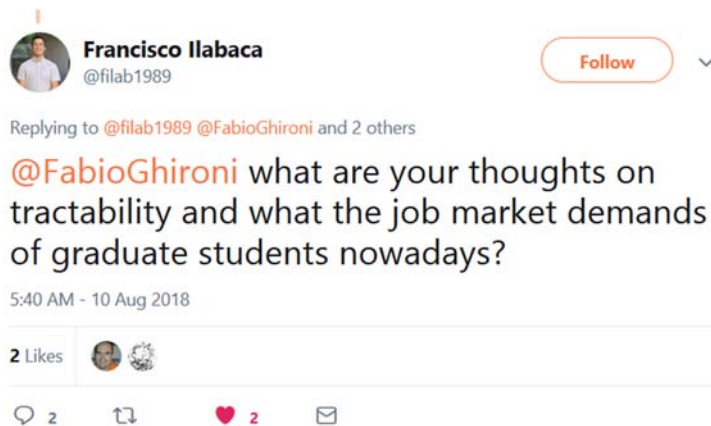 Francisco Ilabaca
@filab1989
Follow
Replying to @filab1989 @FabioGhironi and 2 others
@FabioGhironi what are your thoughts on
tractability and what the job market demands
of graduate students nowadays?
5:40 AM - 10 Aug 2018
2 Likes
2 2